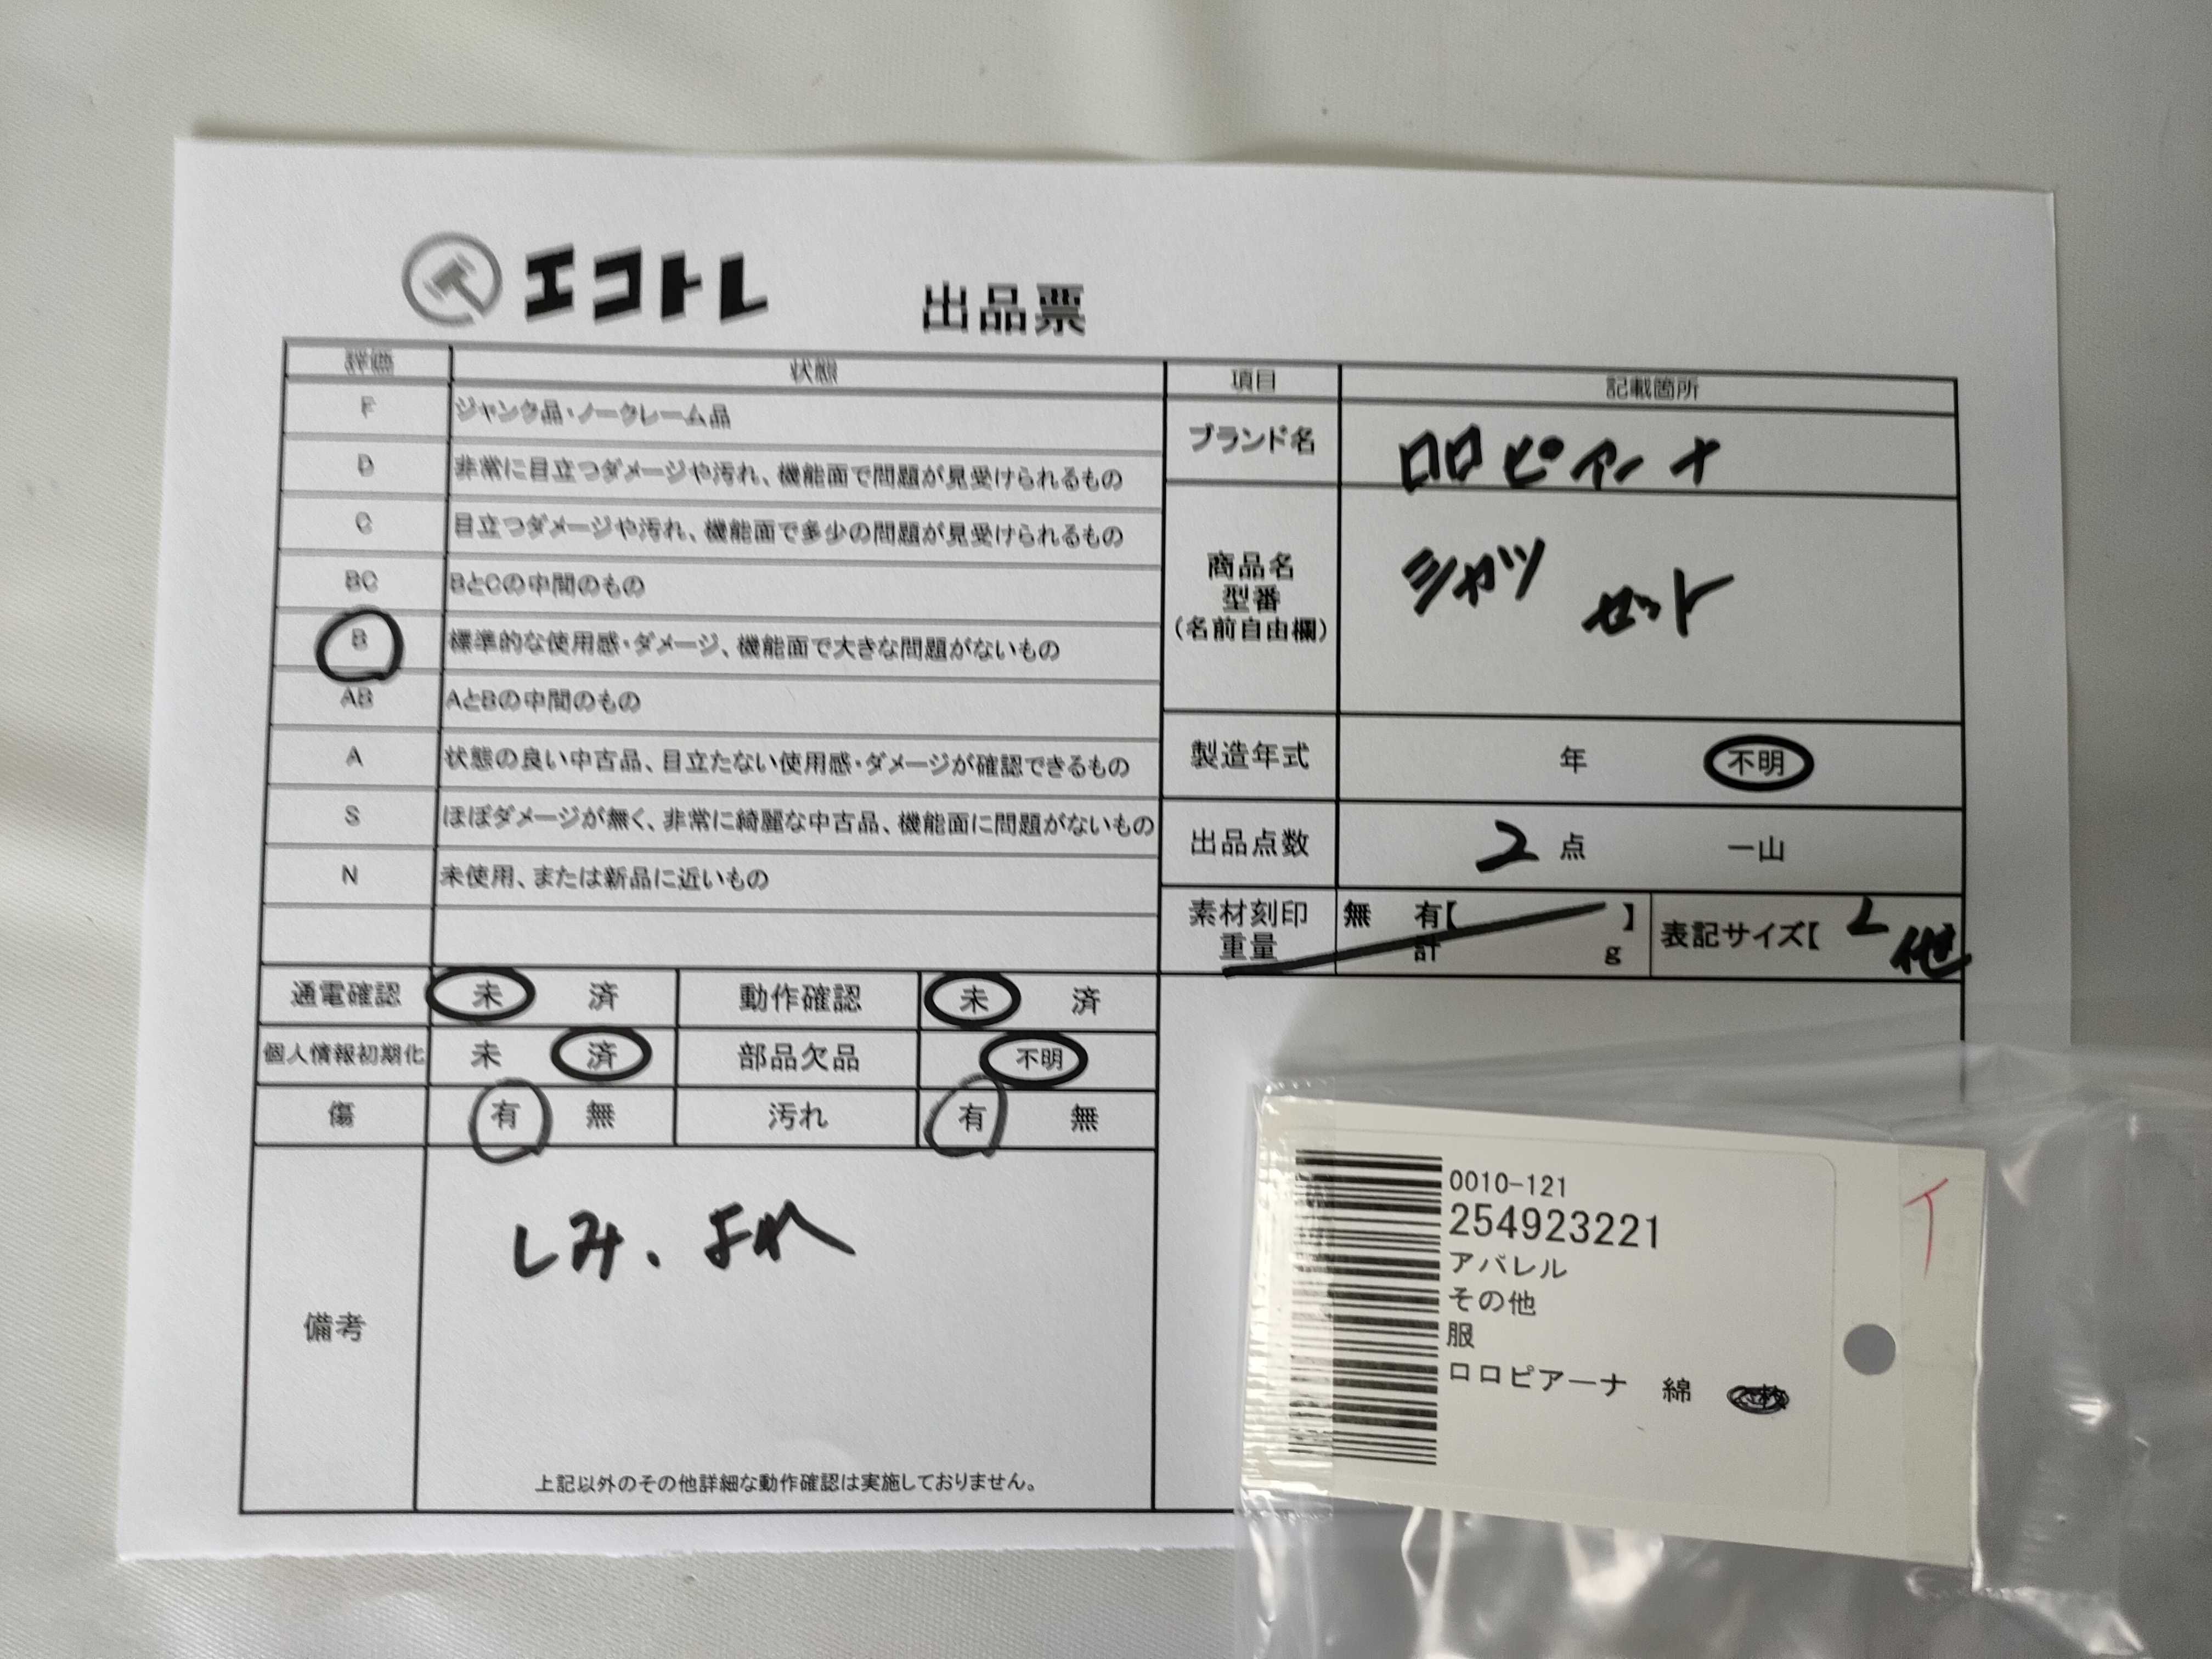 エコトレ 出品票
評価 状態
F ジャンク品・ノークレーム品
D 非常に目立つダメージや汚れ、機能面で問題が見受けられるもの
C 目立つダメージや汚れ、機能面で多少の問題が見受けられるもの
BC BとCの中間のもの
B 標準的な使用感・ダメージ、機能面で大きな問題がないもの
AB AとBの中間のもの
A 状態の良い中古品、目立たない使用感・ダメージが確認できるもの
S ほぼダメージが無く、非常に綺麗な中古品、機能面に問題がないもの
N 未使用、または新品に近いもの
項目 記載箇所
ブランド名 ロロピアーナ
商品名
型番
(名前自由欄)
シャツ セット
製造年式 年 不明
出品点数 2点 一山
素材刻印 無 有【 】
重量 計 g
表記サイズ【 L 他
通電確認 未 済 動作確認 未 済
個人情報初期化 未 済 部品欠品 不明
傷 有 無 汚れ 有 無
備考
しみ、よれ
上記以外のその他詳細な動作確認は実施しておりません。
0010-121
254923221
アパレル
その他
服
ロロピアーナ 綿
イ